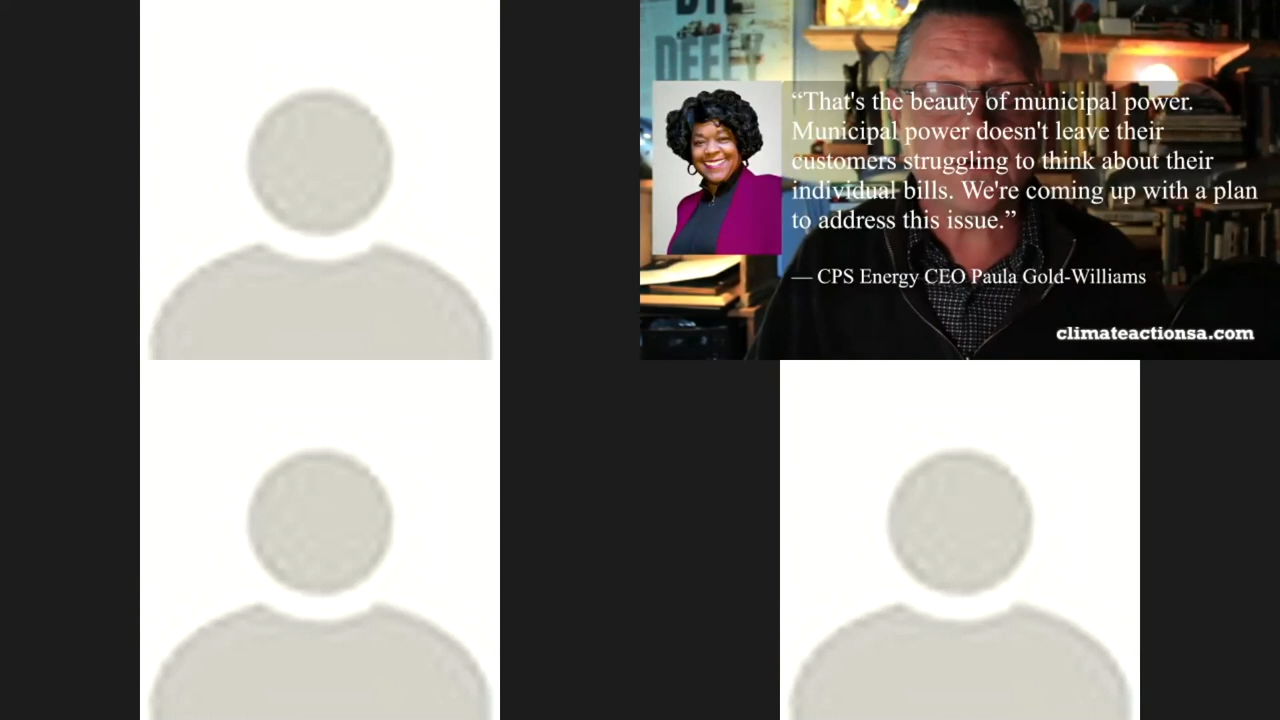 DEELY
“That's the beauty of municipal power.
Municipal power doesn't leave their
customers struggling to think about their
individual bills. We're coming up with a plan
to address this issue.”
— CPS Energy CEO Paula Gold-Williams
climateactionsa.com